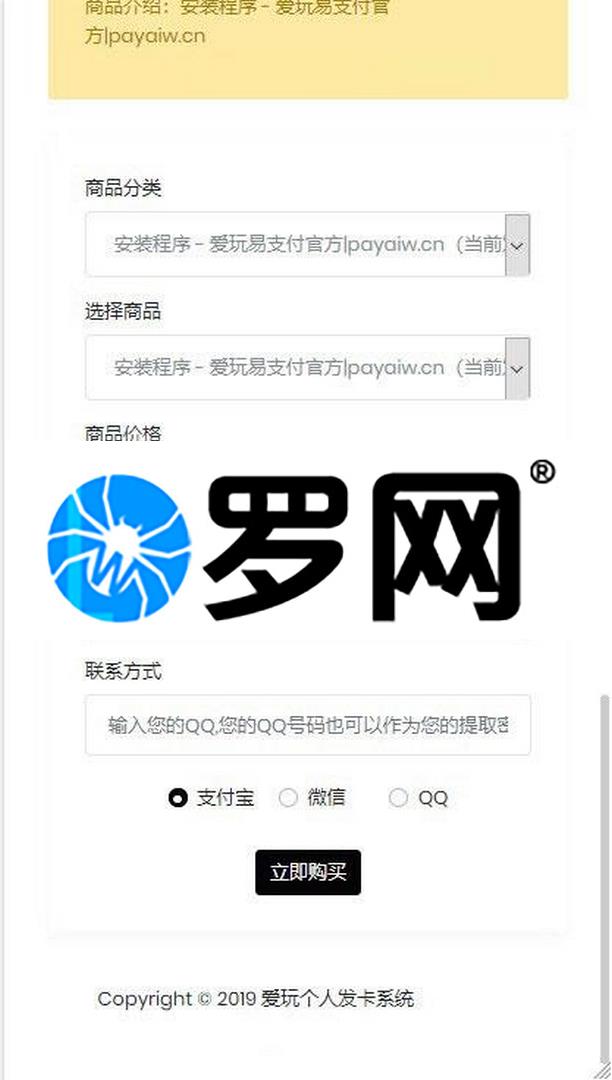 商品介绍：安装程序 - 爱玩易支付官
方|payaiw.cn
商品分类
安装程序 - 爱玩易支付官方|payaiw.cn（当前
选择商品
安装程序 - 爱玩易支付官方|payaiw.cn（当前
商品价格
罗网®
联系方式
输入您的QQ,您的QQ号码也可以作为您的提取密
支付宝 微信 QQ
立即购买
Copyright © 2019 爱玩个人发卡系统